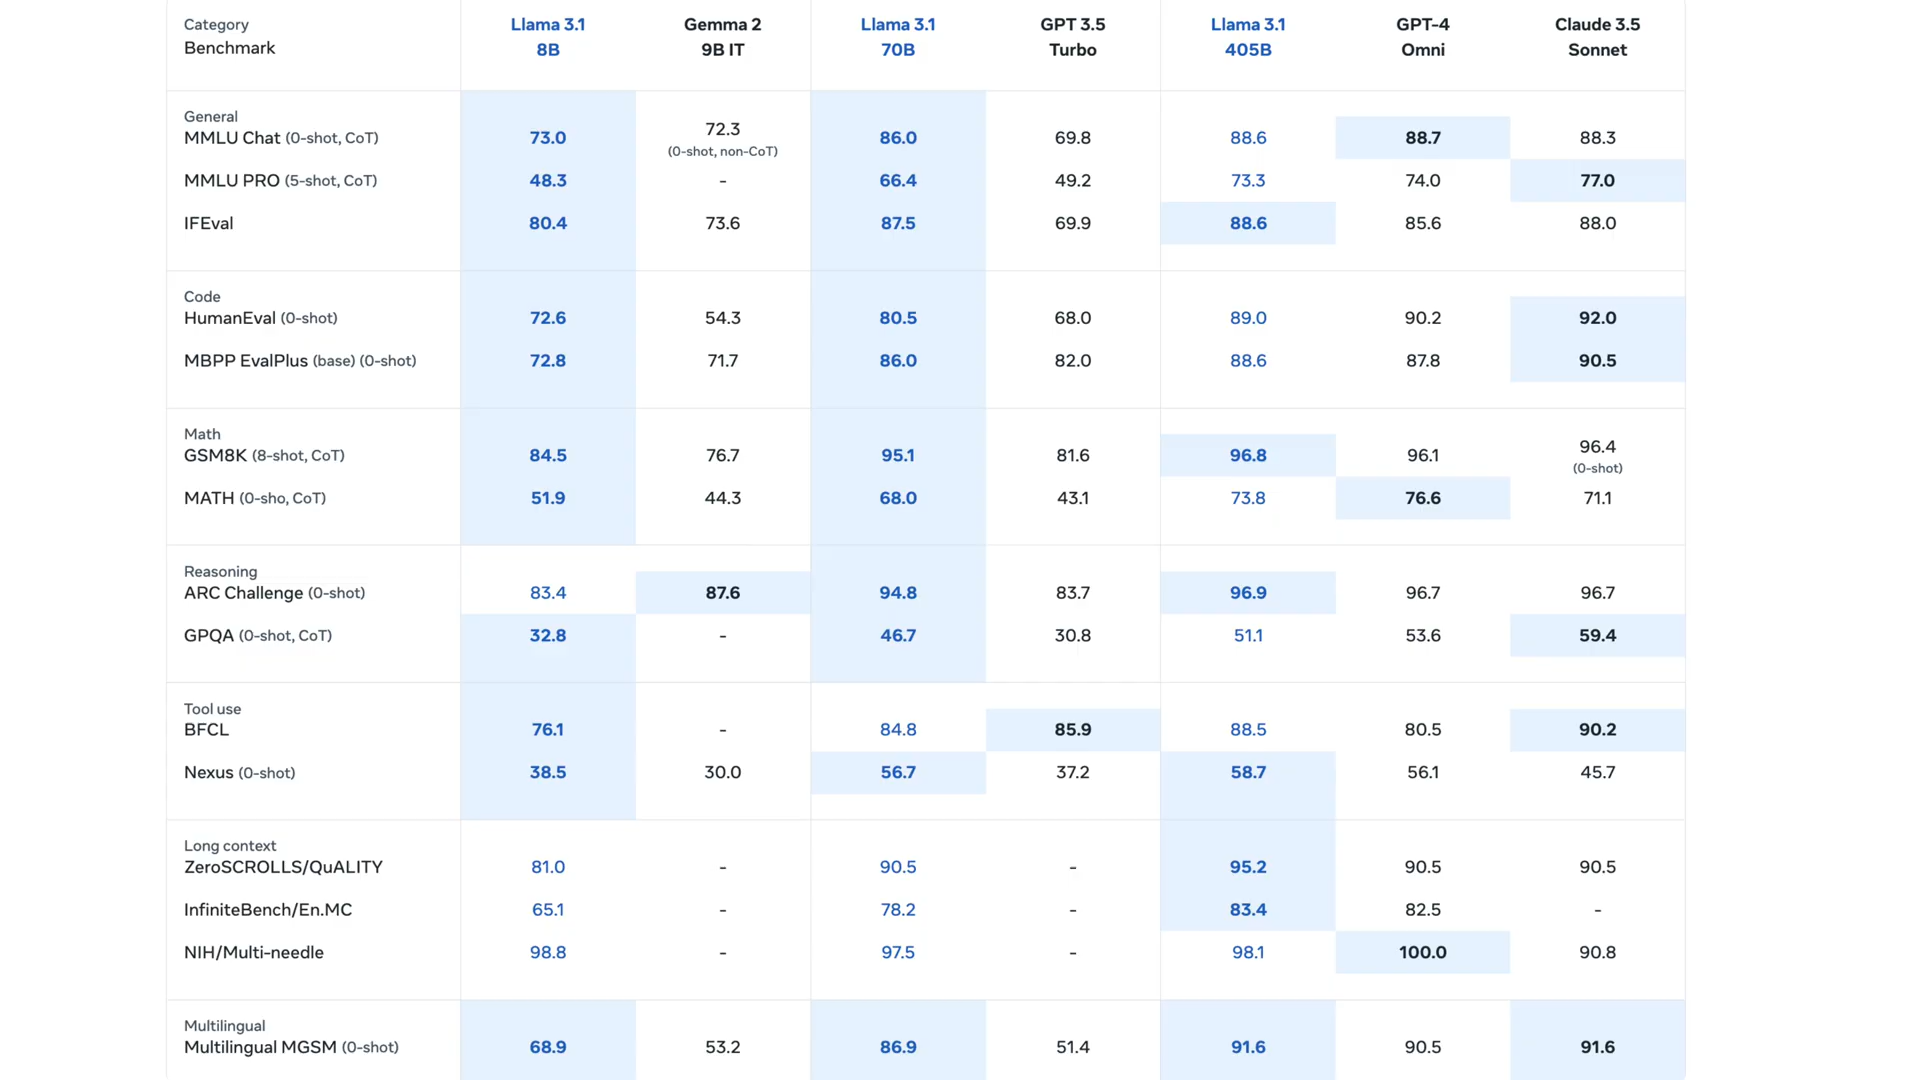 Category
Benchmark
Llama 3.1
8B
Gemma 2
9B IT
Llama 3.1
70B
GPT 3.5
Turbo
Llama 3.1
405B
GPT-4
Omni
Claude 3.5
Sonnet
General
MMLU Chat (0-shot, CoT) 73.0 72.3 86.0 69.8 88.6 88.7 88.3
(0-shot, non-CoT)
MMLU PRO (5-shot, CoT) 48.3 - 66.4 49.2 73.3 74.0 77.0
IFEval 80.4 73.6 87.5 69.9 88.6 85.6 88.0
Code
HumanEval (0-shot) 72.6 54.3 80.5 68.0 89.0 90.2 92.0
MBPP EvalPlus (base) (0-shot) 72.8 71.7 86.0 82.0 88.6 87.8 90.5
Math
GSM8K (8-shot, CoT) 84.5 76.7 95.1 81.6 96.8 96.1 96.4
(0-shot)
MATH (0-sho, CoT) 51.9 44.3 68.0 43.1 73.8 76.6 71.1
Reasoning
ARC Challenge (0-shot) 83.4 87.6 94.8 83.7 96.9 96.7 96.7
GPQA (0-shot, CoT) 32.8 - 46.7 30.8 51.1 53.6 59.4
Tool use
BFCL 76.1 - 84.8 85.9 88.5 80.5 90.2
Nexus (0-shot) 38.5 30.0 56.7 37.2 58.7 56.1 45.7
Long context
ZeroSCROLLS/QuALITY 81.0 - 90.5 - 95.2 90.5 90.5
InfiniteBench/En.MC 65.1 - 78.2 - 83.4 82.5 -
NIH/Multi-needle 98.8 - 97.5 - 98.1 100.0 90.8
Multilingual
Multilingual MGSM (0-shot) 68.9 53.2 86.9 51.4 91.6 90.5 91.6